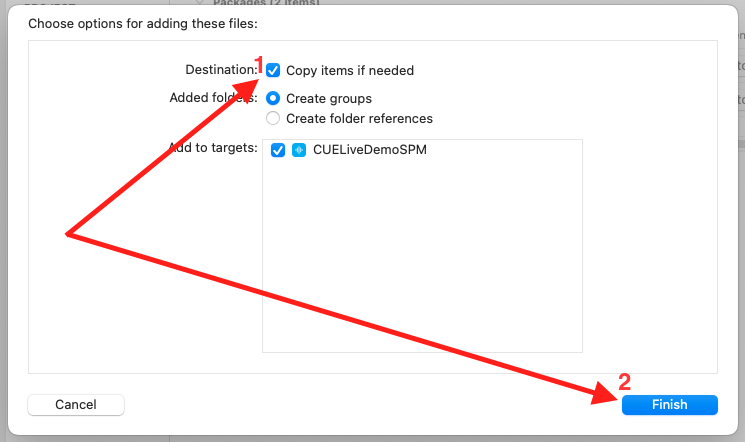 Packages (2 items)
Choose options for adding these files:
1
Destination: Copy items if needed
Added folders: Create groups
Create folder references
Add to targets: CUELiveDemoSPM
2
Cancel Finish